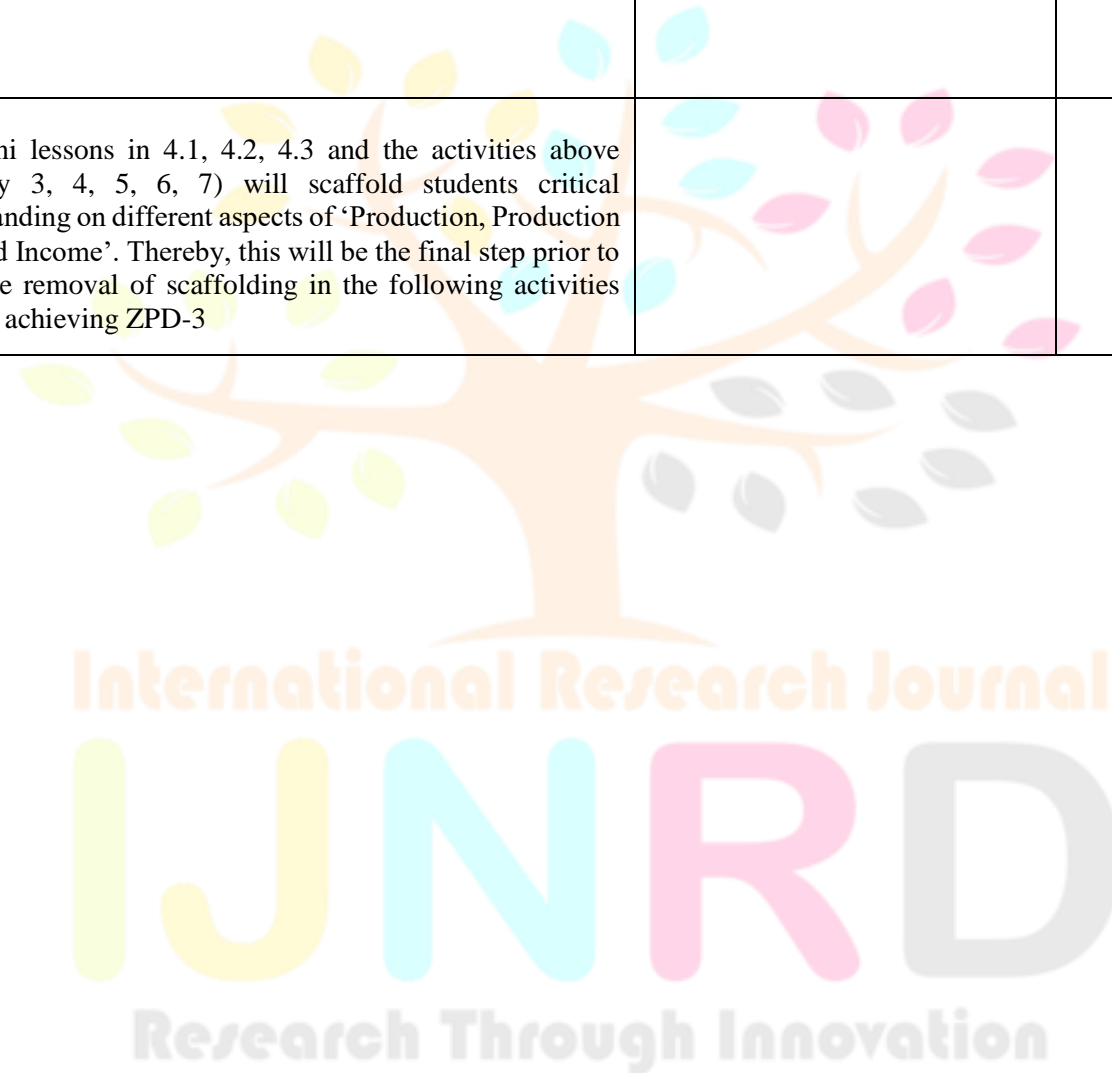 ni lessons in 4.1, 4.2, 4.3 and the activities above
y 3, 4, 5, 6, 7) will scaffold students critical
anding on different aspects of ‘Production, Production
d Income’. Thereby, this will be the final step prior to
e removal of scaffolding in the following activities
achieving ZPD-3
International Research Journal
IJNRD
Research Through Innovation